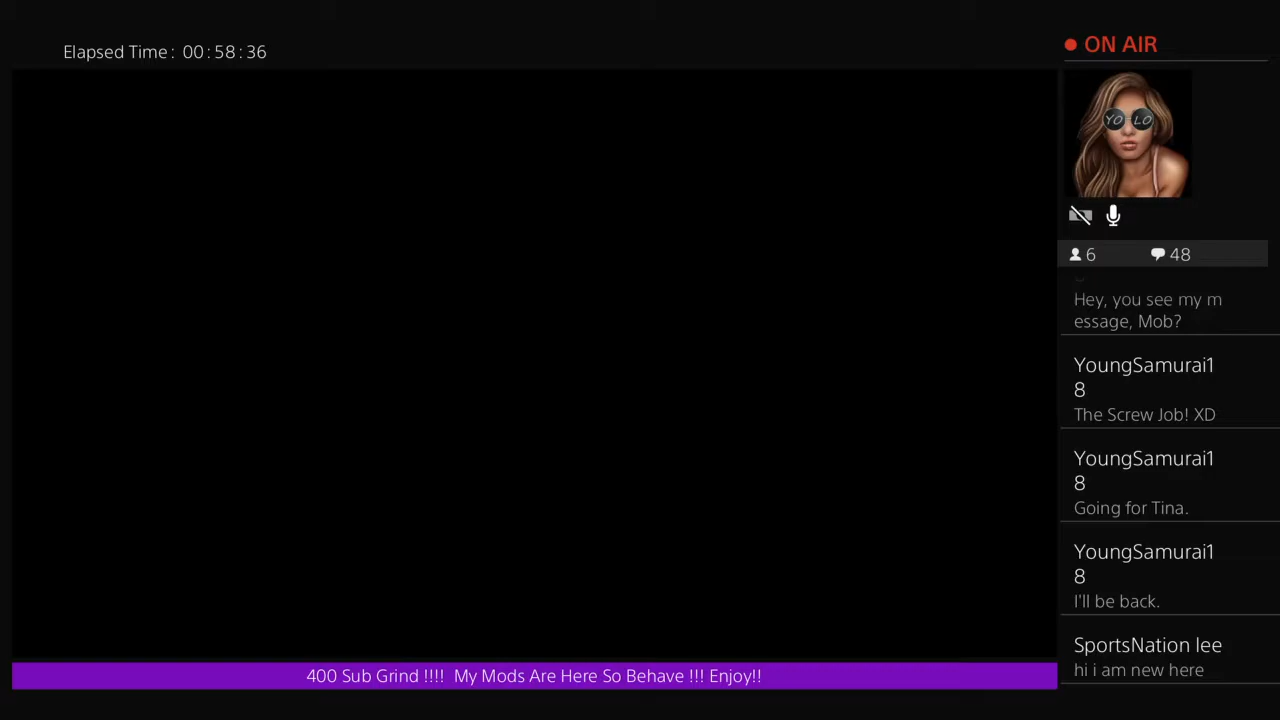 Elapsed Time: 00:58:36
ON AIR
YO LO
6 48
Hey, you see my m
essage, Mob?
YoungSamurai1
8
The Screw Job! XD
YoungSamurai1
8
Going for Tina.
YoungSamurai1
8
I'll be back.
SportsNation lee
hi i am new here
400 Sub Grind !!!! My Mods Are Here So Behave !!! Enjoy!!